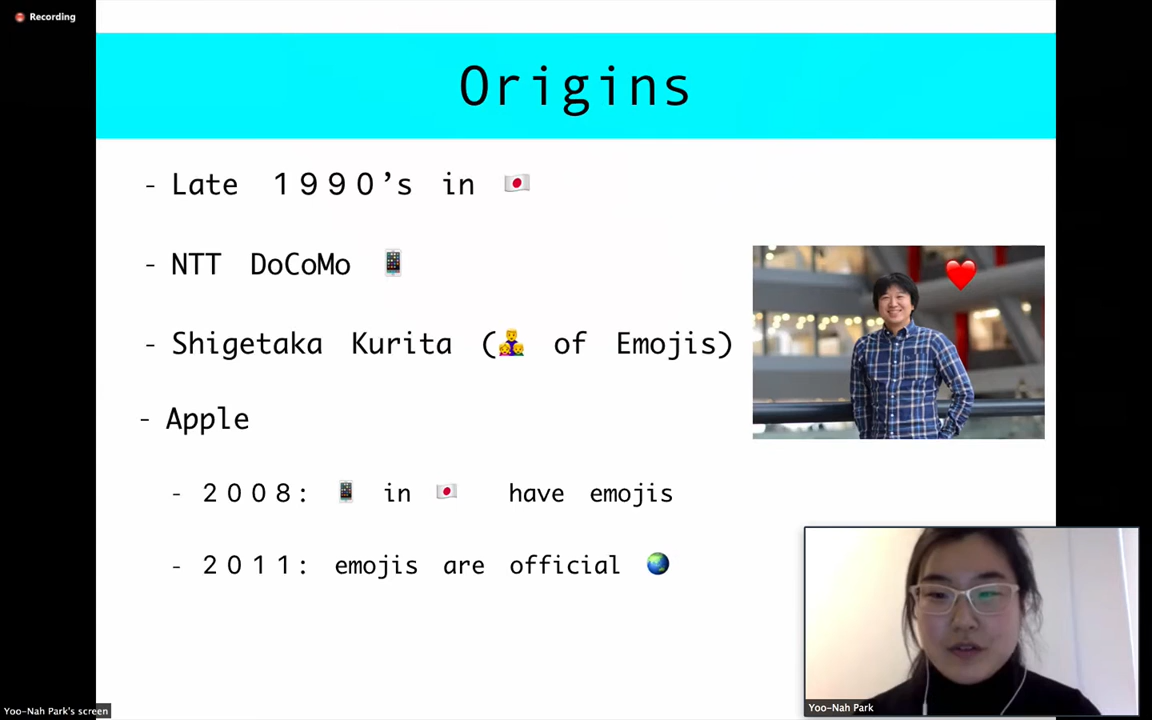 Recording
Origins
- Late 1990’s in 🇯🇵
- NTT DoCoMo 📱
- Shigetaka Kurita (👨‍👧‍👦 of Emojis)
- Apple
- 2008: 📱 in 🇯🇵 have emojis
- 2011: emojis are official 🌏
Yoo-Nah Park's screen
Yoo-Nah Park